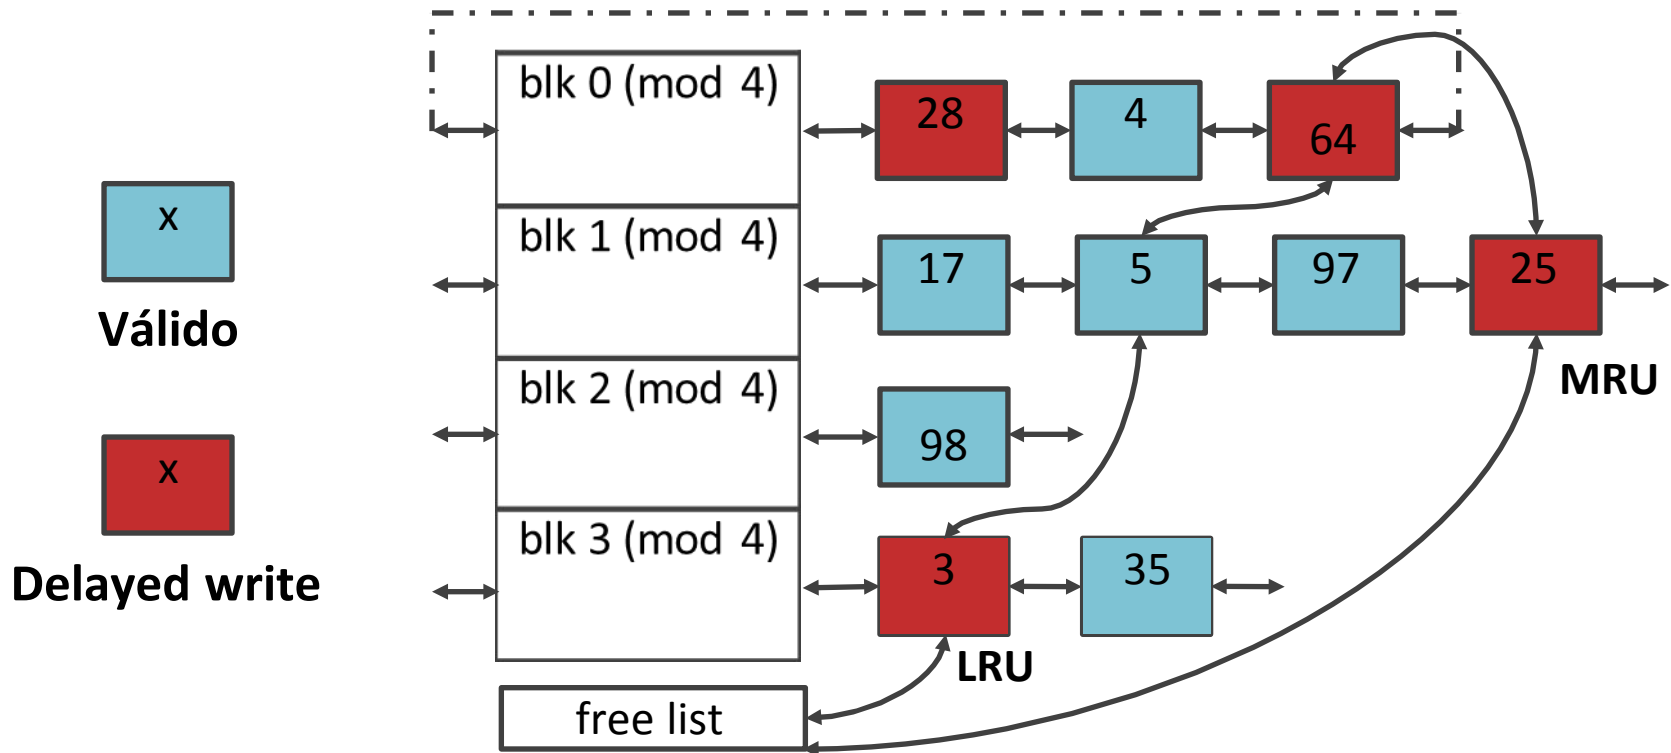 blk 0 (mod 4)
28
4
64
x
Válido
blk 1 (mod 4)
17
5
97
25
MRU
blk 2 (mod 4)
98
x
Delayed write
blk 3 (mod 4)
3
35
LRU
free list